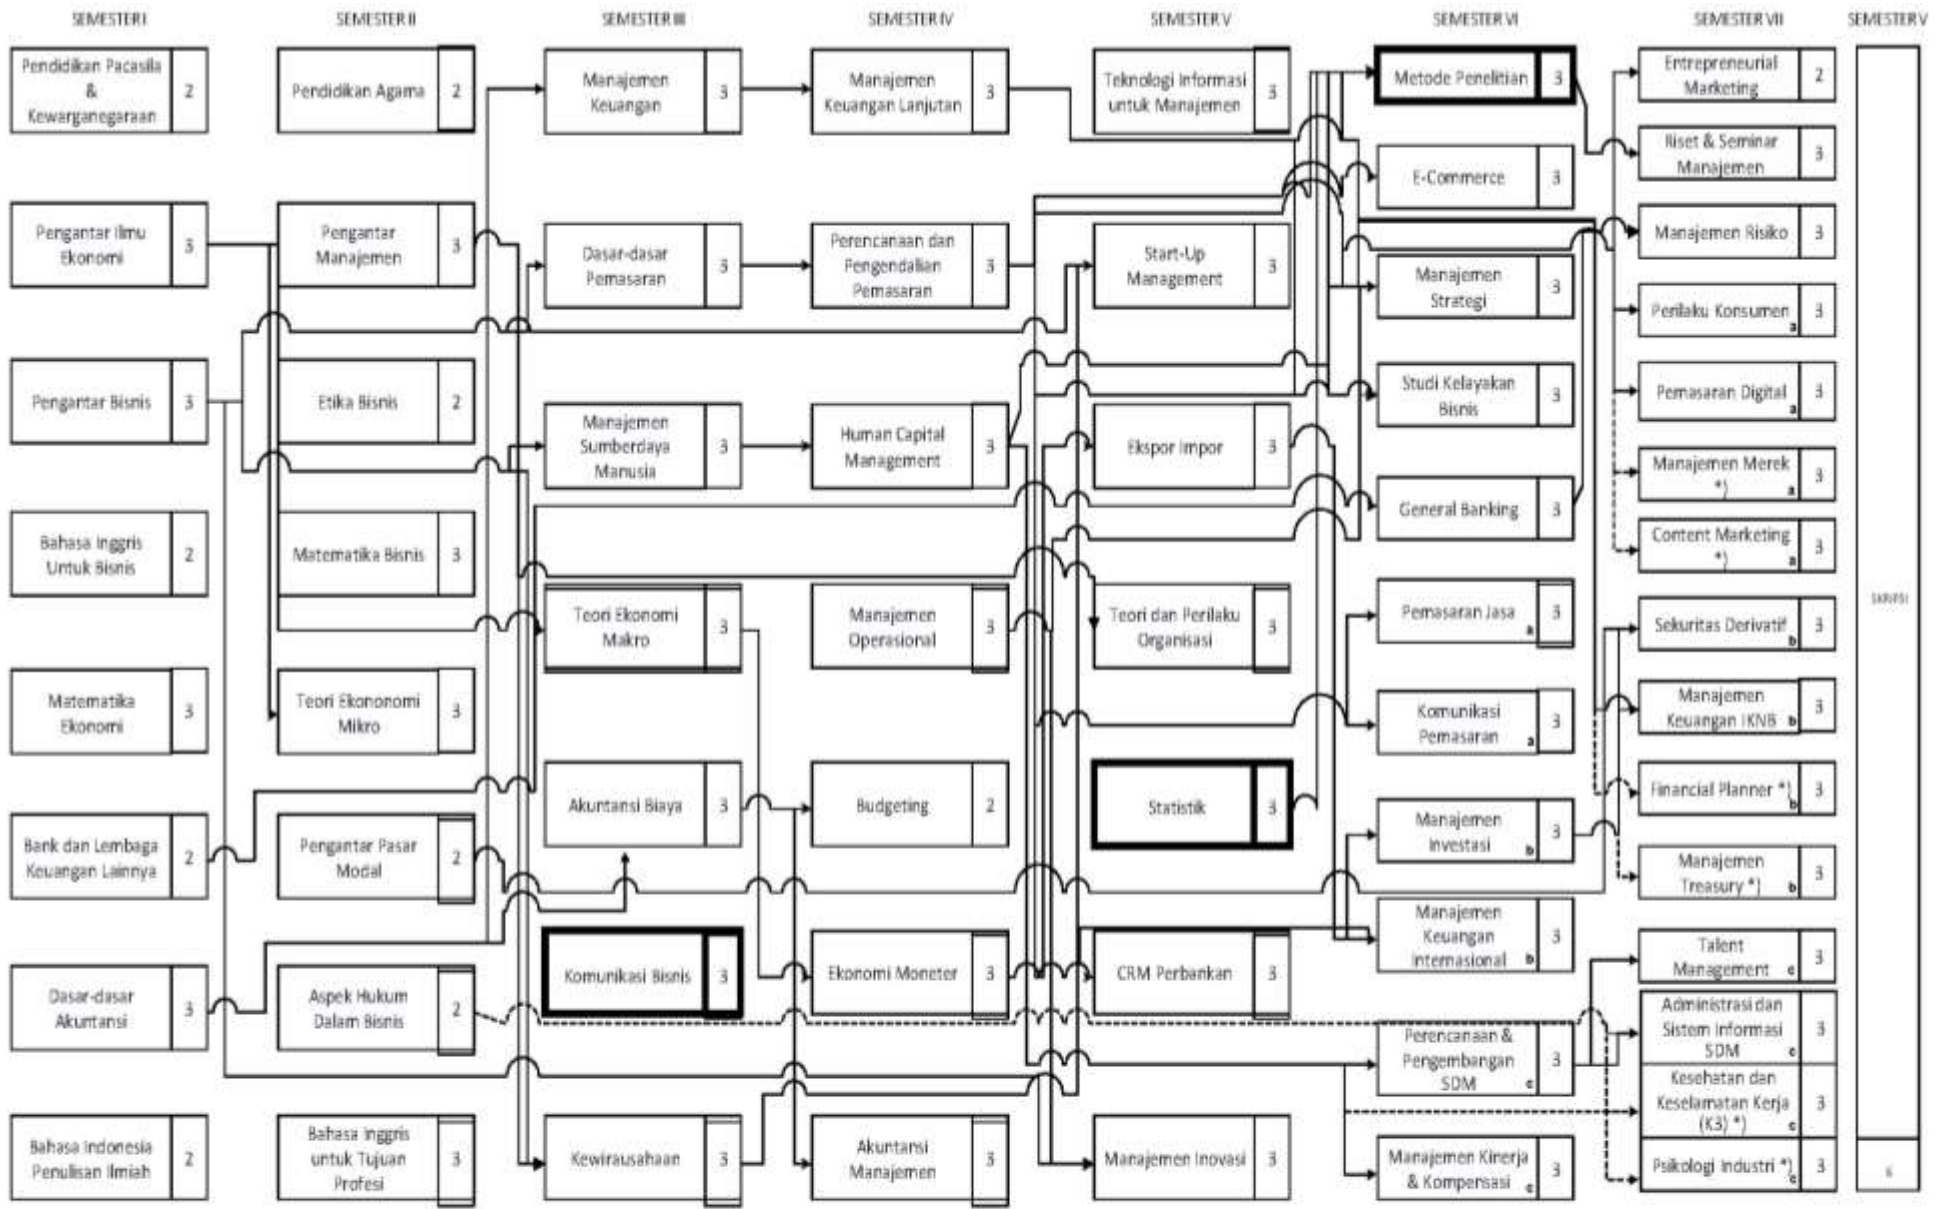 SEMESTER I
Pendidikan Pacasila
&
Kewarganegaraan
2
Pengantar Ilmu
Ekonomi
3
Pengantar Bisnis
3
Bahasa Inggris
Untuk Bisnis
2
Matematika
Ekonomi
3
Bank dan Lembaga
Keuangan Lainnya
2
Dasar-dasar
Akuntansi
3
Bahasa Indonesia
Penulisan Ilmiah
2
SEMESTER II
Pendidikan Agama
2
Pengantar
Manajemen
3
Etika Bisnis
2
Matematika Bisnis
3
Teori Ekononomi
Mikro
3
Pengantar Pasar
Modal
2
Aspek Hukum
Dalam Bisnis
2
Bahasa Inggris
untuk Tujuan
Profesi
3
SEMESTER III
Manajemen
Keuangan
3
Dasar-dasar
Pemasaran
3
Manajemen
Sumberdaya
Manusia
3
Teori Ekonomi
Makro
3
Akuntansi Biaya
3
Komunikasi Bisnis
3
Kewirausahaan
3
SEMESTER IV
Manajemen
Keuangan Lanjutan
3
Perencanaan dan
Pengendalian
Pemasaran
3
Human Capital
Management
3
Manajemen
Operasional
3
Budgeting
2
Ekonomi Moneter
3
Akuntansi
Manajemen
3
SEMESTER V
Teknologi Informasi
untuk Manajemen
3
Start-Up
Management
3
Ekspor Impor
3
Teori dan Perilaku
Organisasi
3
Statistik
3
CRM Perbankan
3
Manajemen Inovasi
3
SEMESTER VI
Metode Penelitian
3
E-Commerce
3
Manajemen
Strategi
3
Studi Kelayakan
Bisnis
3
General Banking
3
Pemasaran Jasa
a
3
Komunikasi
Pemasaran
a
3
Manajemen
Investasi
b
3
Manajemen
Keuangan
Internasional
b
3
Perencanaan &
Pengembangan
SDM
c
3
Manajemen Kinerja
& Kompensasi
c
3
SEMESTER VII
Entrepreneurial
Marketing
2
Riset & Seminar
Manajemen
3
Manajemen Risiko
3
Perilaku Konsumen
a
3
Pemasaran Digital
a
3
Manajemen Merek
*)
a
3
Content Marketing
*)
a
3
Sekuritas Derivatif
b
3
Manajemen
Keuangan IKNB
b
3
Financial Planner *)
b
3
Manajemen
Treasury *)
b
3
Talent
Management
c
3
Administrasi dan
Sistem Informasi
SDM
c
3
Kesehatan dan
Keselamatan Kerja
(K3) *)
c
3
Psikologi Industri *)
c
3
SEMESTER V
SKRIPSI
6